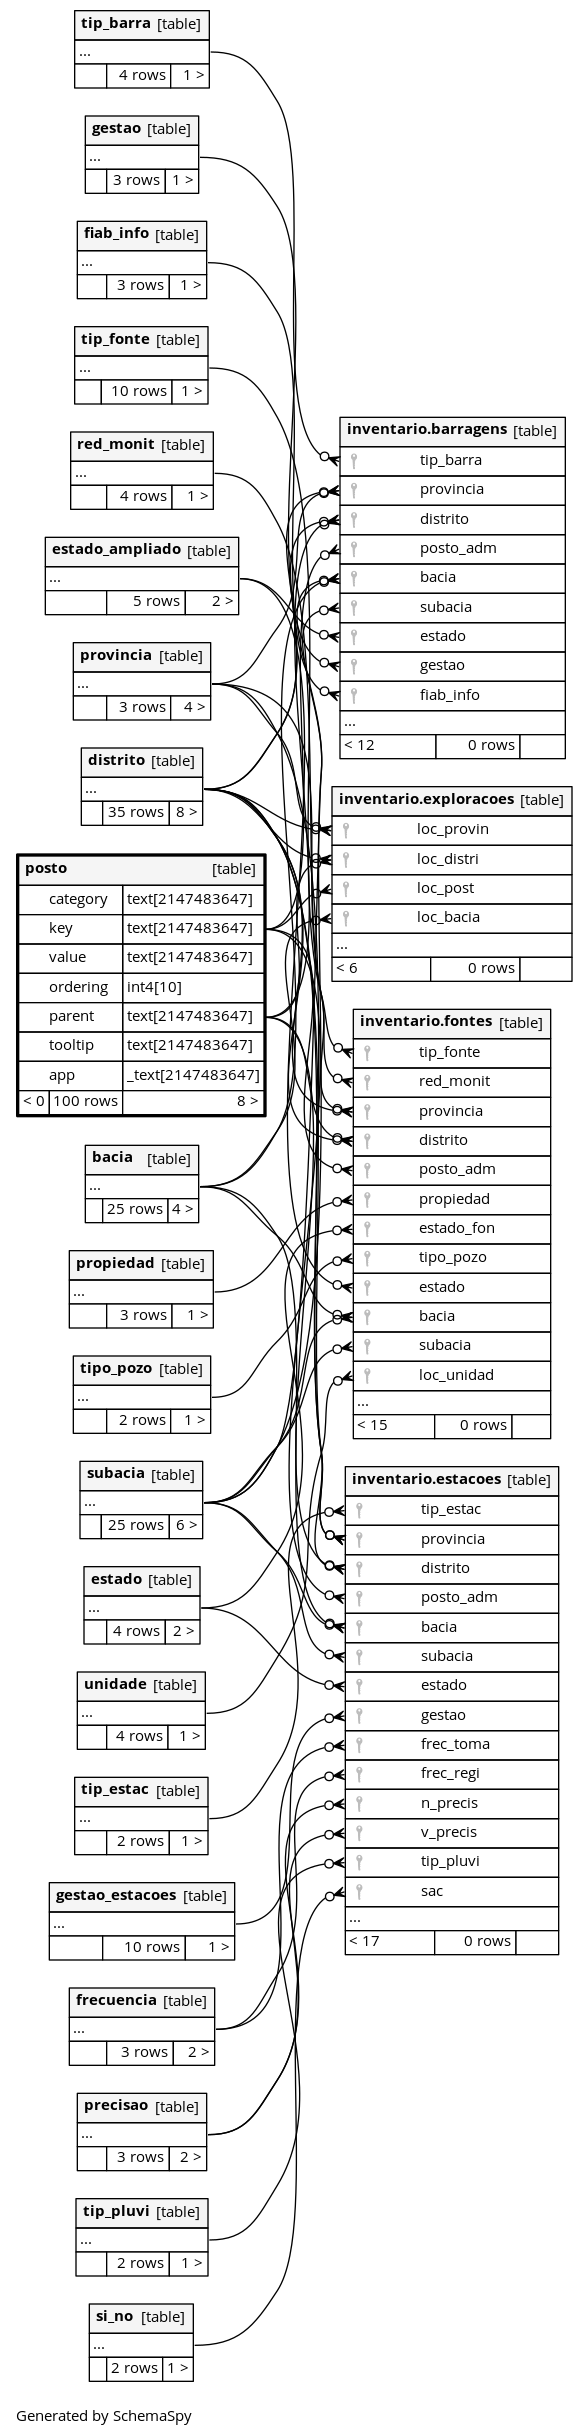 tip_barra [table]
...
4 rows 1 >
gestao [table]
...
3 rows 1 >
fiab_info [table]
...
3 rows 1 >
tip_fonte [table]
...
10 rows 1 >
red_monit [table]
...
4 rows 1 >
estado_ampliado [table]
...
5 rows 2 >
provincia [table]
...
3 rows 4 >
distrito [table]
...
35 rows 8 >
posto [table]
category text[2147483647]
key text[2147483647]
value text[2147483647]
ordering int4[10]
parent text[2147483647]
tooltip text[2147483647]
app _text[2147483647]
< 0 100 rows 8 >
bacia [table]
...
25 rows 4 >
propiedad [table]
...
3 rows 1 >
tipo_pozo [table]
...
2 rows 1 >
subacia [table]
...
25 rows 6 >
estado [table]
...
4 rows 2 >
unidade [table]
...
4 rows 1 >
tip_estac [table]
...
2 rows 1 >
gestao_estacoes [table]
...
10 rows 1 >
frecuencia [table]
...
3 rows 2 >
precisao [table]
...
3 rows 2 >
tip_pluvi [table]
...
2 rows 1 >
si_no [table]
...
2 rows 1 >
inventario.barragens [table]
tip_barra
provincia
distrito
posto_adm
bacia
subacia
estado
gestao
fiab_info
...
< 12 0 rows
inventario.exploracoes [table]
loc_provin
loc_distri
loc_post
loc_bacia
...
< 6 0 rows
inventario.fontes [table]
tip_fonte
red_monit
provincia
distrito
posto_adm
propiedad
estado_fon
tipo_pozo
estado
bacia
subacia
loc_unidad
...
< 15 0 rows
inventario.estacoes [table]
tip_estac
provincia
distrito
posto_adm
bacia
subacia
estado
gestao
frec_toma
frec_regi
n_precis
v_precis
tip_pluvi
sac
...
< 17 0 rows
Generated by SchemaSpy